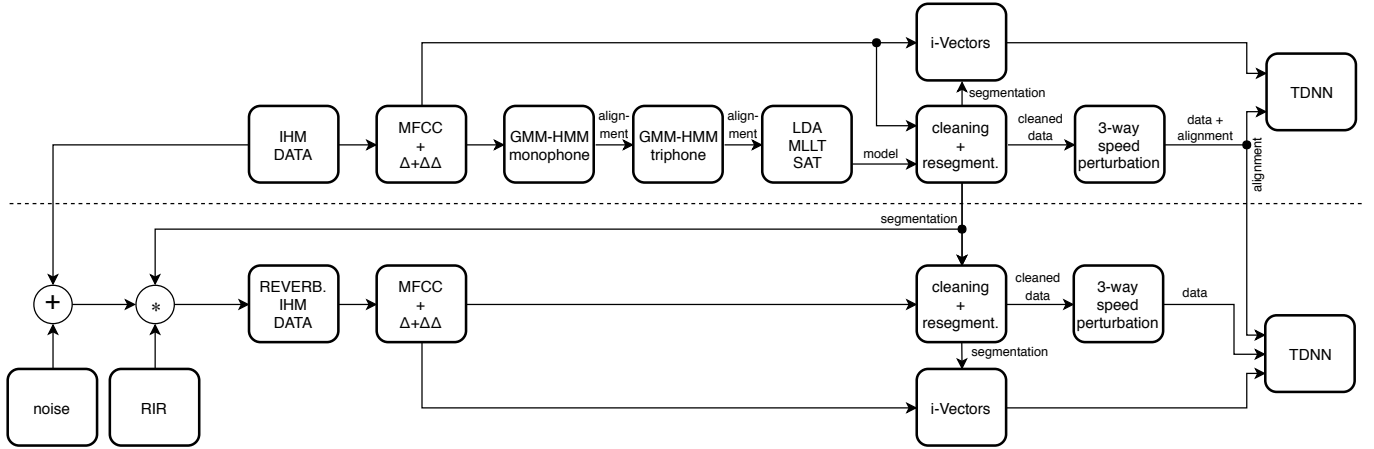 i-Vectors
TDNN
segmentation
IHM
DATA
MFCC
+
Δ+ΔΔ
GMM-HMM
monophone
align-
ment
GMM-HMM
triphone
align-
ment
LDA
MLLT
SAT
model
cleaning
+
resegment.
cleaned
data
3-way
speed
perturbation
data +
alignment
alignment
segmentation
+
*
REVERB.
IHM
DATA
MFCC
+
Δ+ΔΔ
cleaning
+
resegment.
cleaned
data
3-way
speed
perturbation
data
TDNN
segmentation
noise
RIR
i-Vectors